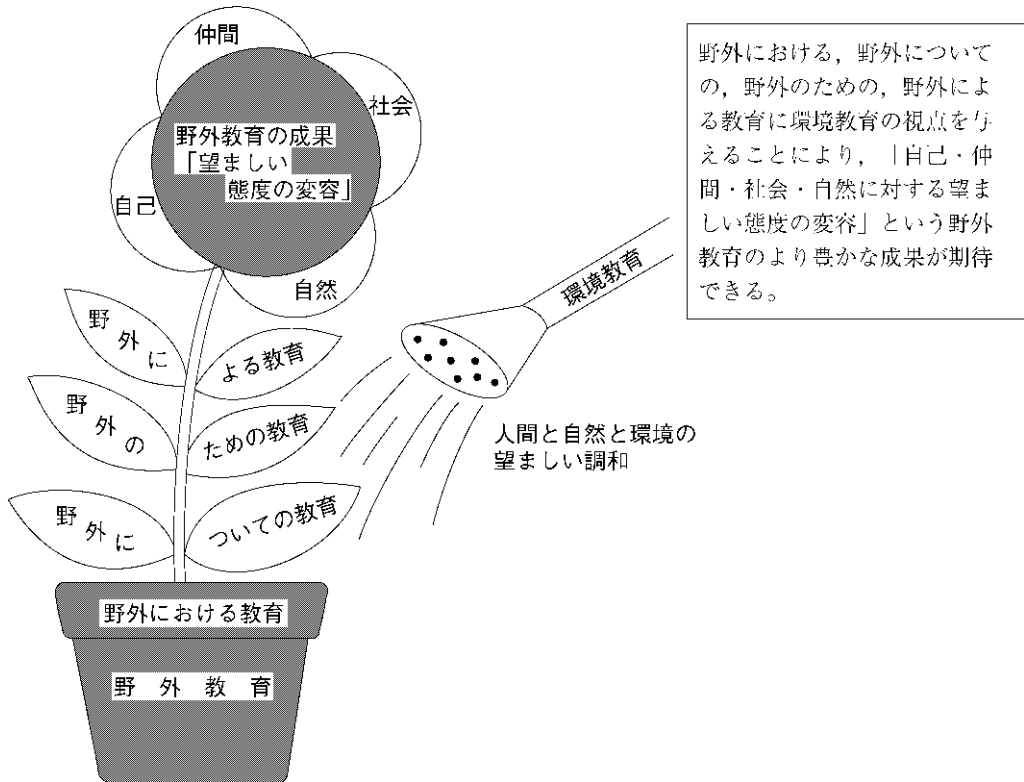 仲間
社会
野外教育の成果
「望ましい
態度の変容」
自己
自然
野外による教育
野外のための教育
野外についての教育
野外における教育
野外教育
環境教育
人間と自然と環境の
望ましい調和
野外における，野外について
の，野外のための，野外によ
る教育に環境教育の視点を与
えることにより，「自己・仲
間・社会・自然に対する望ま
しい態度の変容」という野外
教育のより豊かな成果が期待
できる。